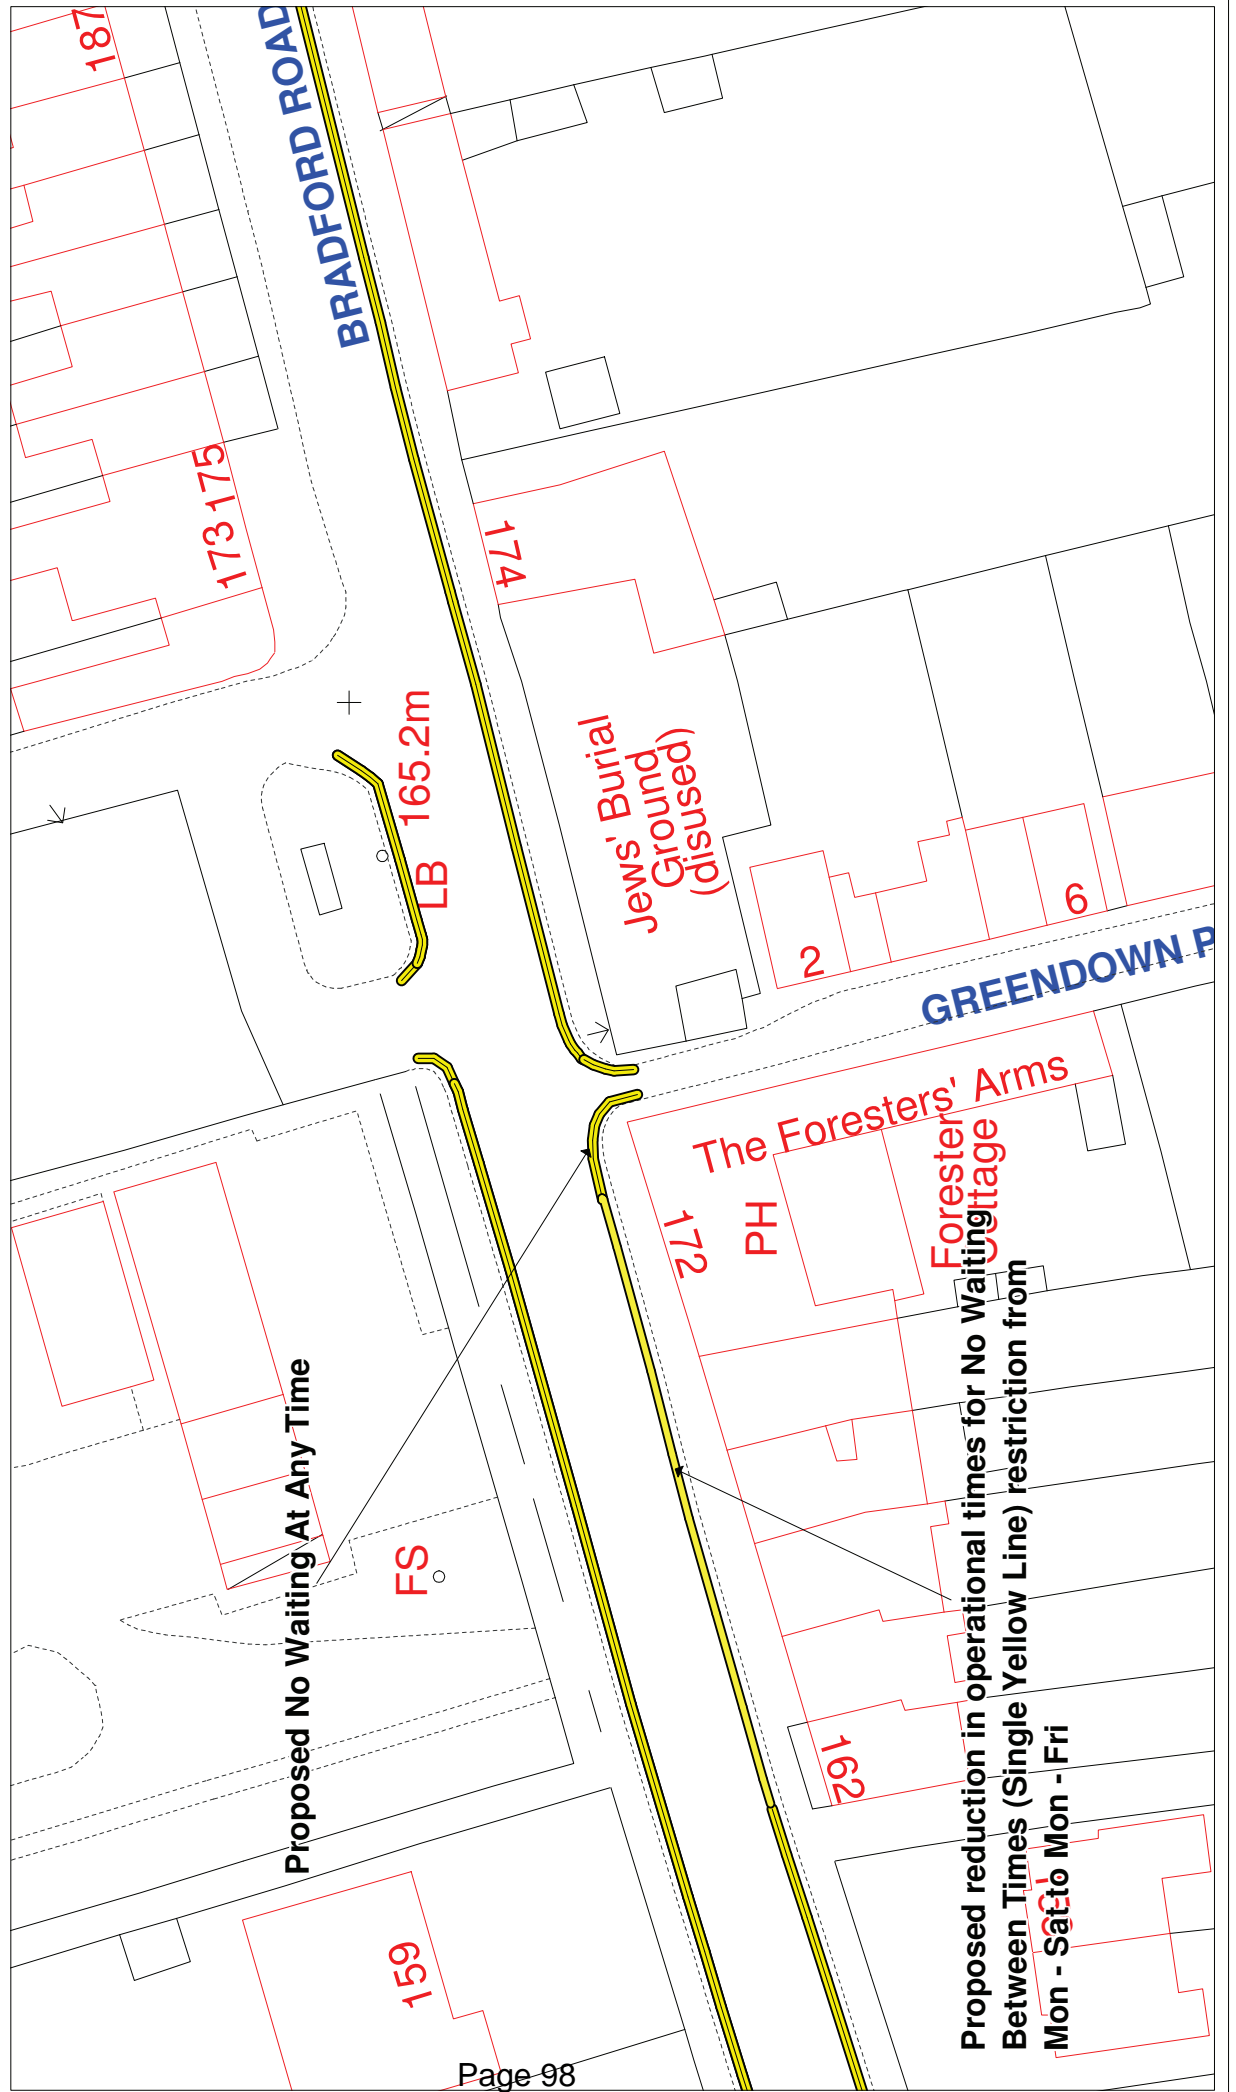 187
BRADFORD ROAD
173 175
174
165.2m
LB
Jews' Burial
Ground
(disused)
2
6
GREENDOWN P
The Foresters' Arms
PH
172
Forester
ttage
Proposed No Waiting At Any Time
FS
Proposed reduction in operational times for No Waiting
Between Times (Single Yellow Line) restriction from
Mon - Sat to Mon - Fri
162
159
Page 98